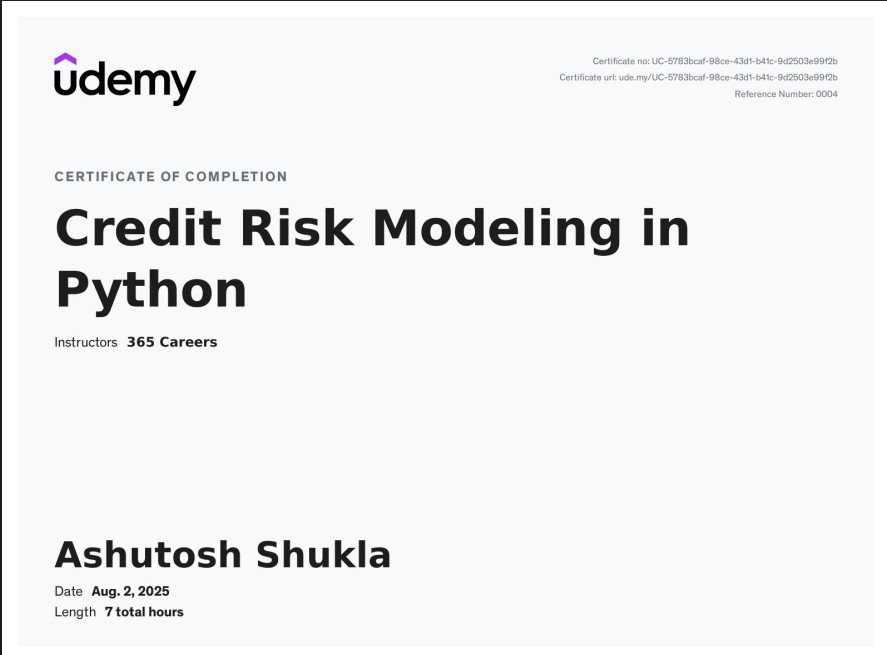 udemy
Certificate no: UC-5783bcaf-98ce-43d1-b41c-9d2503e99f2b
Certificate url: ude.my/UC-5783bcaf-98ce-43d1-b41c-9d2503e99f2b
Reference Number: 0004
CERTIFICATE OF COMPLETION
Credit Risk Modeling in
Python
Instructors 365 Careers
Ashutosh Shukla
Date Aug. 2, 2025
Length 7 total hours